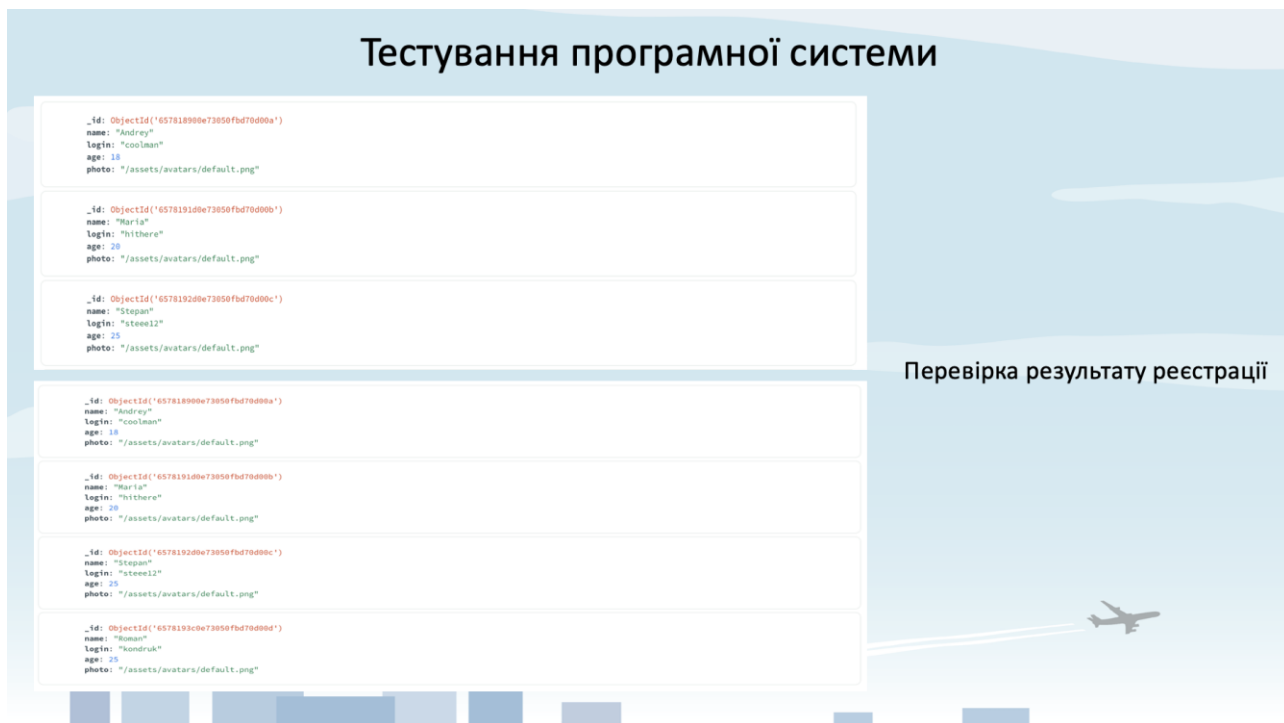 Тестування програмної системи
_id: ObjectId('657818900e73050fbd70d00a')
name: "Andrey"
login: "coolman"
age: 18
photo: "/assets/avatars/default.png"
_id: ObjectId('6578191d0e73050fbd70d00b')
name: "Maria"
login: "hithere"
age: 20
photo: "/assets/avatars/default.png"
_id: ObjectId('6578192d0e73050fbd70d00c')
name: "Stepan"
login: "steee12"
age: 25
photo: "/assets/avatars/default.png"
Перевірка результату реєстрації
_id: ObjectId('657818900e73050fbd70d00a')
name: "Andrey"
login: "coolman"
age: 18
photo: "/assets/avatars/default.png"
_id: ObjectId('6578191d0e73050fbd70d00b')
name: "Maria"
login: "hithere"
age: 20
photo: "/assets/avatars/default.png"
_id: ObjectId('6578192d0e73050fbd70d00c')
name: "Stepan"
login: "steee12"
age: 25
photo: "/assets/avatars/default.png"
_id: ObjectId('6578193c0e73050fbd70d00d')
name: "Roman"
login: "kondruk"
age: 25
photo: "/assets/avatars/default.png"